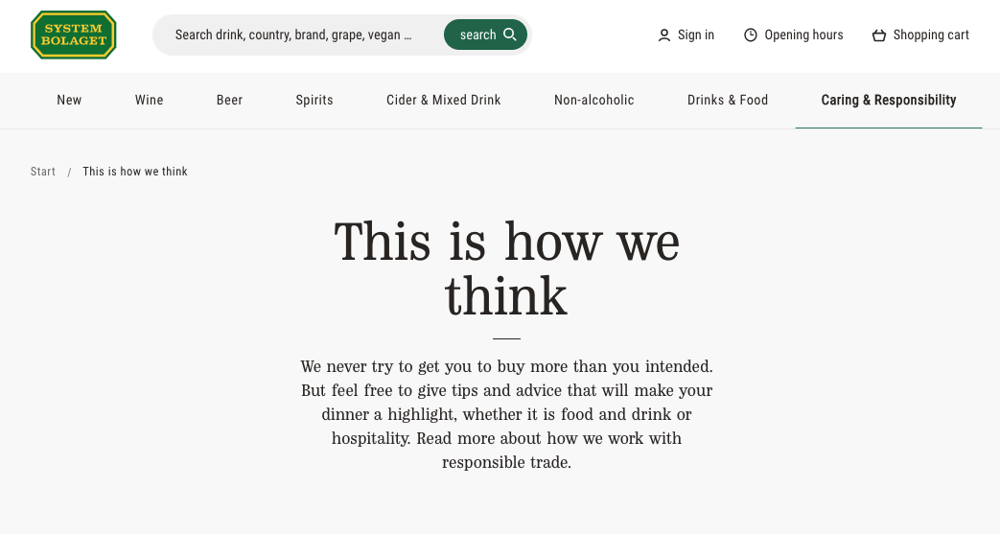 SYSTEM
BOLAGET
Search drink, country, brand, grape, vegan ...
search
Sign in
Opening hours
Shopping cart
New
Wine
Beer
Spirits
Cider & Mixed Drink
Non-alcoholic
Drinks & Food
Caring & Responsibility
Start / This is how we think
This is how we
think
We never try to get you to buy more than you intended.
But feel free to give tips and advice that will make your
dinner a highlight, whether it is food and drink or
hospitality. Read more about how we work with
responsible trade.